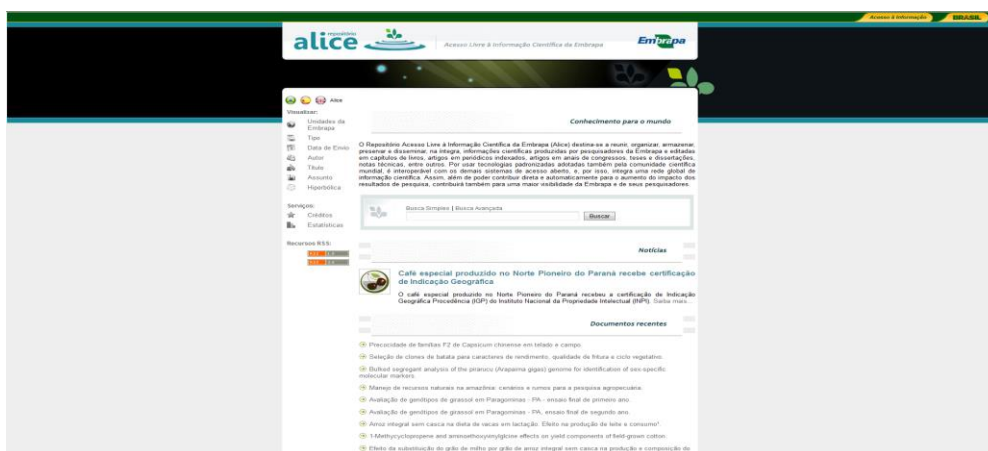 Acesso à Informação
BRASIL
repositório
alice
Acesso Livre à Informação Científica da Embrapa
Embrapa
Alice
Visualizar:
Unidades da
Embrapa
Tipo
Data de Envio
Autor
Título
Assunto
Hiperbólica
Serviços:
Créditos
Estatísticas
Recursos RSS:
Conhecimento para o mundo
O Repositório Acesso Livre à Informação Científica da Embrapa (Alice) destina-se a reunir, organizar, armazenar,
preservar e disseminar, na íntegra, informações científicas produzidas por pesquisadores da Embrapa e editadas
em capítulos de livros, artigos em periódicos indexados, artigos em anais de congressos, teses e dissertações,
notas técnicas, entre outros. Por usar tecnologias padronizadas aditadas também pela comunidade científica
mundial, é interoperável com os demais sistemas de acesso aberto, e, por isso, integra uma rede global de
informação científica. Assim, além de poder contribuir direta e automaticamente para o aumento do impacto dos
resultados de pesquisa, contribuirá também para uma maior visibilidade da Embrapa e de seus pesquisadores.
Busca Simples | Busca Avançada
Buscar
Notícias
Café especial produzido no Norte Pioneiro do Paraná recebe certificação
de Indicação Geográfica
O café especial produzido no Norte Pioneiro do Paraná recebeu a certificação de Indicação
Geográfica Procedência (IGP) do Instituto Nacional da Propriedade Intelectual (INPI). Saiba mais...
Documentos recentes
Precocidade de famílias F2 de Capsicum chinense em telado e campo.
Seleção de clones de batata para caracteres de rendimento, qualidade de fritura e ciclo vegetativo.
Bulked segregant analysis of the pirarucu (Arapaima gigas) genome for identification of sex-specific
molecular markers.
Manejo de recursos naturais na amazônia: cenários e rumos para a pesquisa agropecuária.
Avaliação de genótipos de girassol em Paragominas - PA - ensaio final de primeiro ano.
Avaliação de genótipos de girassol em Paragominas - PA, ensaio final de segundo ano.
Arroz integral sem casca na dieta de vacas em lactação. Efeito na produção de leite e consumo¹.
1-Methycyclopropene and aminoethoxyvinylgicine effects on yield components of field-grown cotton.
Efeito da substituição do grão de milho por grão de arroz integral sem casca na produção e composição do